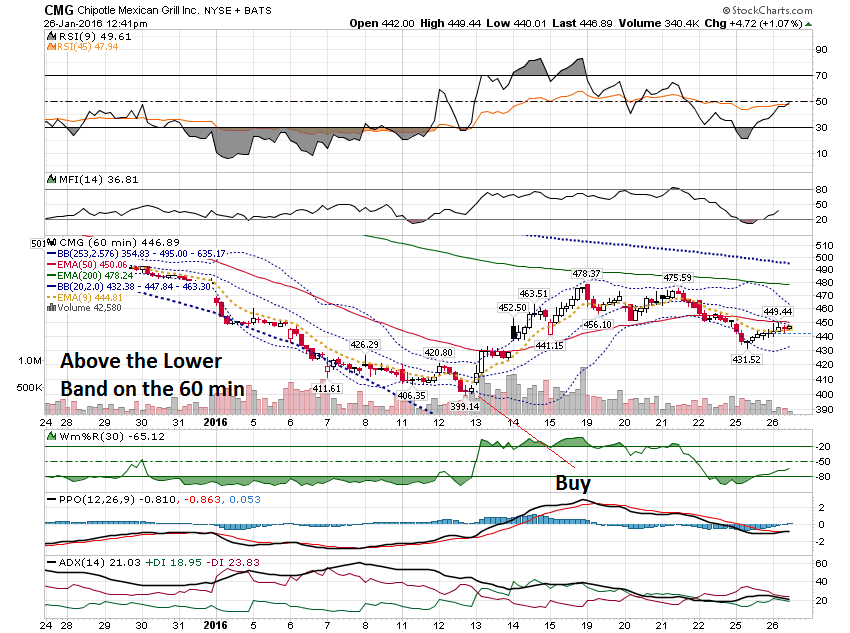 CMG Chipotle Mexican Grill Inc. NYSE + BATS
© StockCharts.com
26-Jan-2016 12:41pm
Open 442.00 High 449.44 Low 440.01 Last 446.89 Volume 340.4K Chg +4.72 (+1.07%)
RSI(9) 49.61
RSI(45) 47.94
90
70
50
30
10
MFI(14) 36.81
80
50
20
CMG (60 min) 446.89
BB(253,2.576) 354.83 - 495.00 - 635.17
EMA(50) 450.06
EMA(200) 478.24
BB(20,2.0) 432.38 - 447.84 - 463.30
EMA(9) 444.81
Volume 42,580
510
500
490
480
470
460
450
440
430
420
410
400
390
1.0M
500K
478.37
475.59
463.51
452.50
449.44
456.10
441.15
426.29
420.80
431.52
411.61
406.35
399.14
Above the Lower
Band on the 60 min
24 28 29 30 31 2016 5 6 7 8 11 12 13 14 15 19 20 21 22 25 26
Wm%R(30) -65.12
-20
-50
-80
Buy
PPO(12,26,9) -0.810, -0.863, 0.053
2
0
-2
ADX(14) 21.03 +DI 18.95 -DI 23.83
60
40
20
24 28 29 30 31 2016 5 6 7 8 11 12 13 14 15 19 20 21 22 25 26